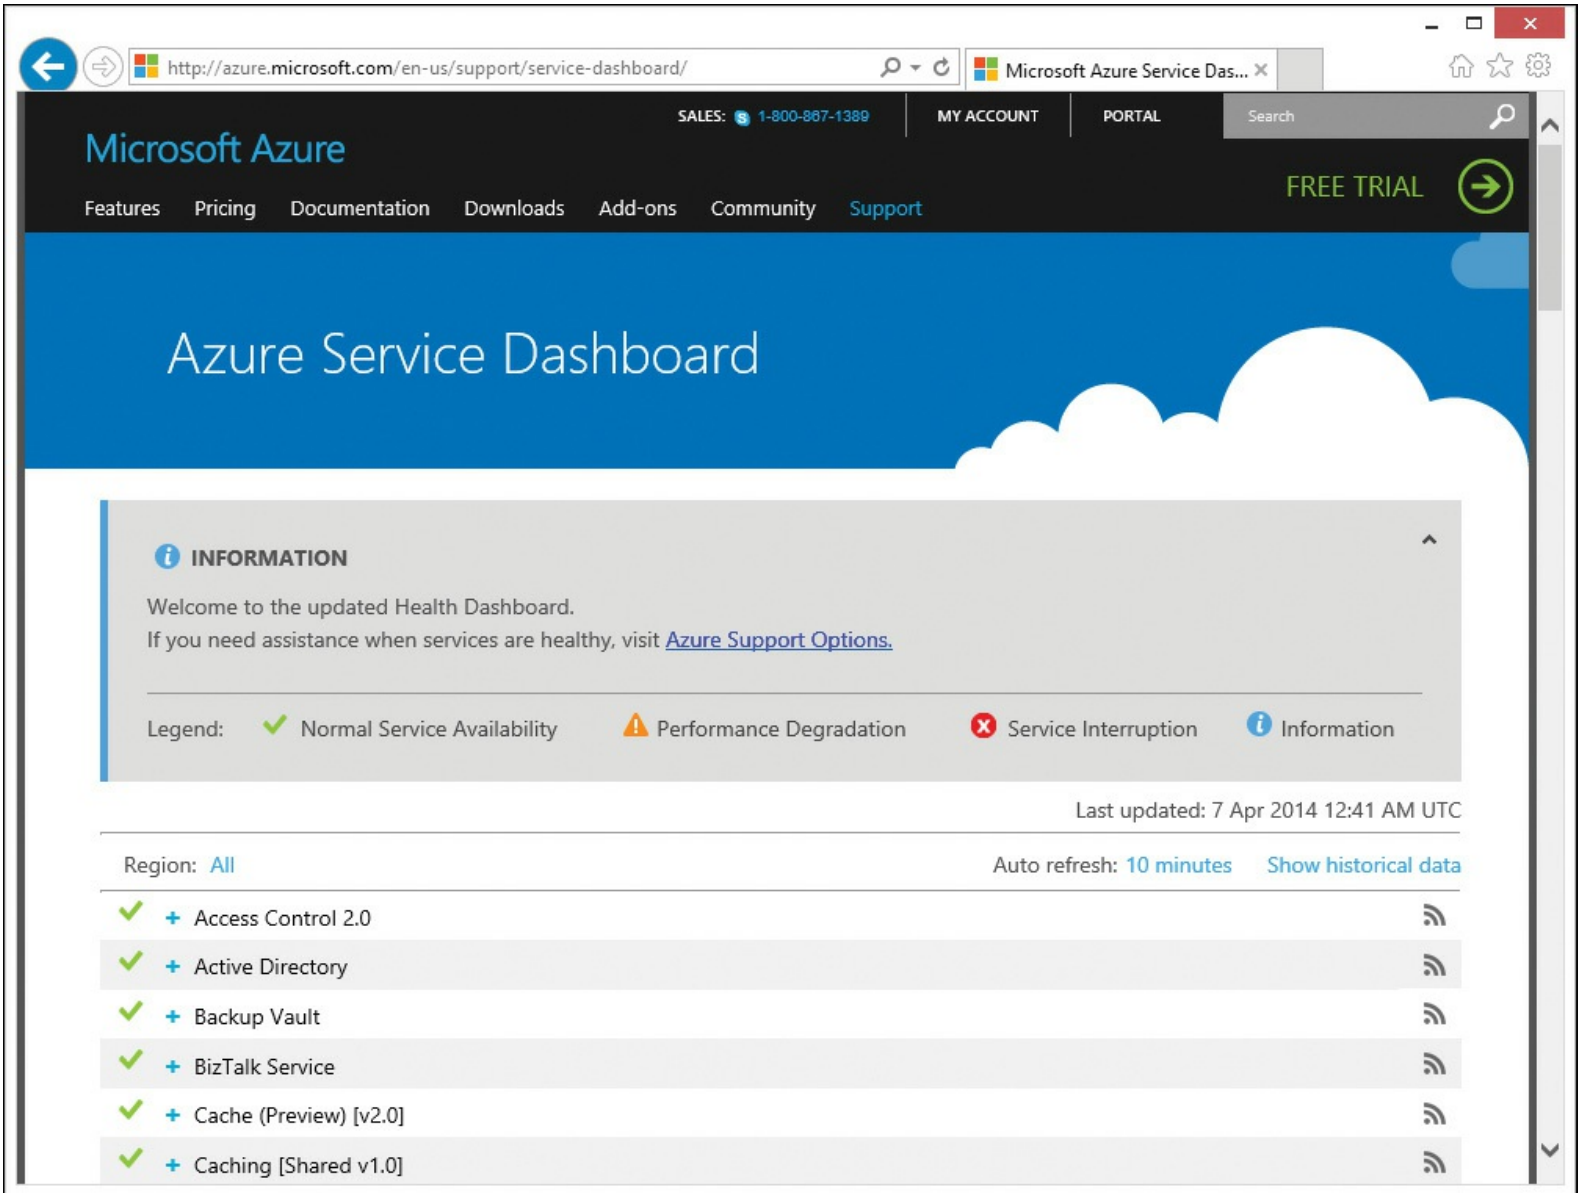 http://azure.microsoft.com/en-us/support/service-dashboard/
Microsoft Azure Service Das...
SALES: 1-800-867-1389 MY ACCOUNT PORTAL Search
Microsoft Azure
FREE TRIAL
Features Pricing Documentation Downloads Add-ons Community Support
Azure Service Dashboard
INFORMATION
Welcome to the updated Health Dashboard.
If you need assistance when services are healthy, visit Azure Support Options.
Legend: Normal Service Availability Performance Degradation Service Interruption Information
Last updated: 7 Apr 2014 12:41 AM UTC
Region: All Auto refresh: 10 minutes Show historical data
Access Control 2.0
Active Directory
Backup Vault
BizTalk Service
Cache (Preview) [v2.0]
Caching [Shared v1.0]